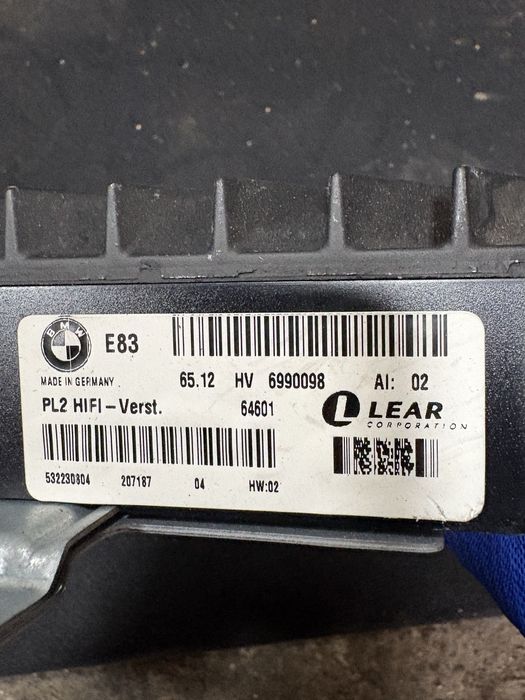 BMW
E83
MADE IN GERMANY
65.12 HV 6990098 AI: 02
PL2 HIFI-Verst. 64601
LEAR
CORPORATION
532230804 207187 04 HW:02